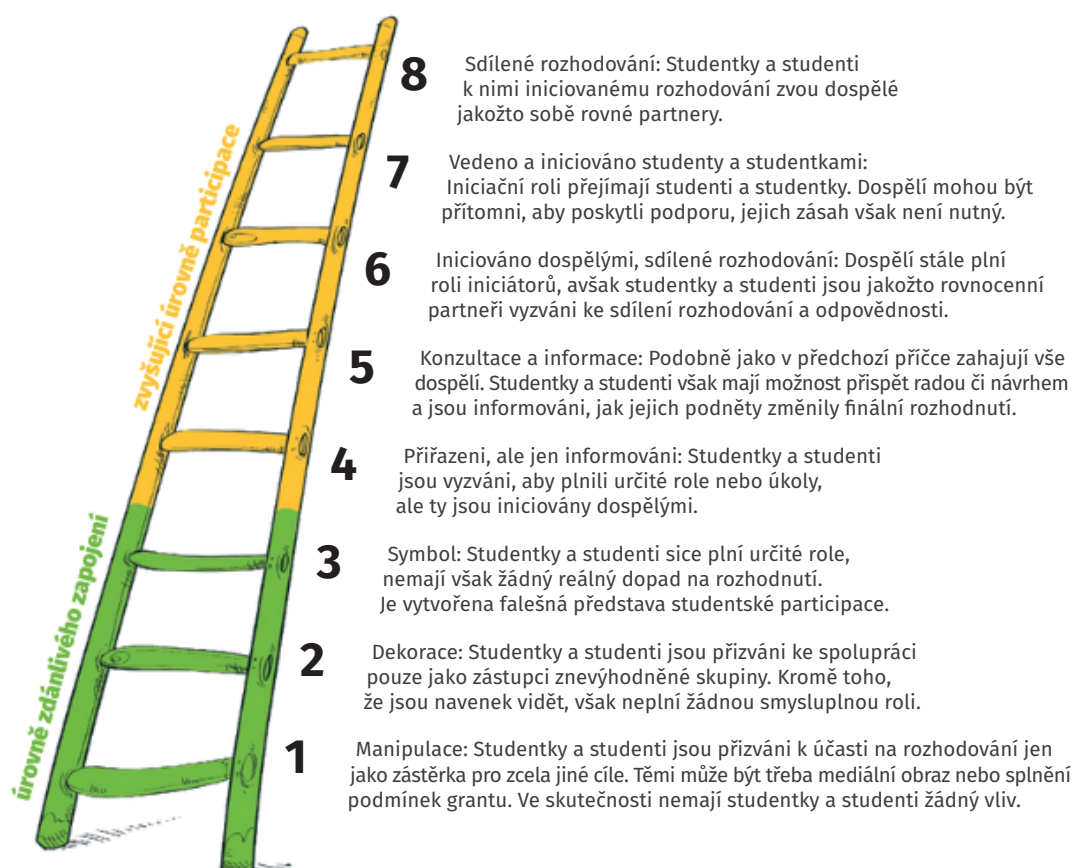 8
Sdílené rozhodování: Studentky a studenti
k nimi iniciovanému rozhodování zvou dospělé
jakožto sobě rovné partnery.
7
Vedeno a iniciováno studenty a studentkami:
Iniciační roli přejímají studenti a studentky. Dospělí mohou být
přítomni, aby poskytli podporu, jejich zásah však není nutný.
6
Iniciováno dospělými, sdílené rozhodování: Dospělí stále plní
roli iniciátorů, avšak studentky a studenti jsou jakožto rovnocenní
partneři vyzváni ke sdílení rozhodování a odpovědnosti.
5
Konzultace a informace: Podobně jako v předchozí příčce zahajují vše
dospělí. Studentky a studenti však mají možnost přispět radou či návrhem
a jsou informováni, jak jejich podněty změnily finální rozhodnutí.
4
Přiřazeni, ale jen informováni: Studentky a studenti
jsou vyzváni, aby plnili určité role nebo úkoly,
ale ty jsou iniciovány dospělými.
3
Symbol: Studentky a studenti sice plní určité role,
nemají však žádný reálný dopad na rozhodnutí.
Je vytvořena falešná představa studentské participace.
2
Dekorace: Studentky a studenti jsou přizváni ke spolupráci
pouze jako zástupci znevýhodněné skupiny. Kromě toho,
že jsou navenek vidět, však neplní žádnou smysluplnou roli.
1
Manipulace: Studentky a studenti jsou přizváni k účasti na rozhodování jen
jako zástěrka pro zcela jiné cíle. Těmi může být třeba mediální obraz nebo splnění
podmínek grantu. Ve skutečnosti nemají studentky a studenti žádný vliv.
zvyšující úrovně participace
úrovně zdánlivého zapojení